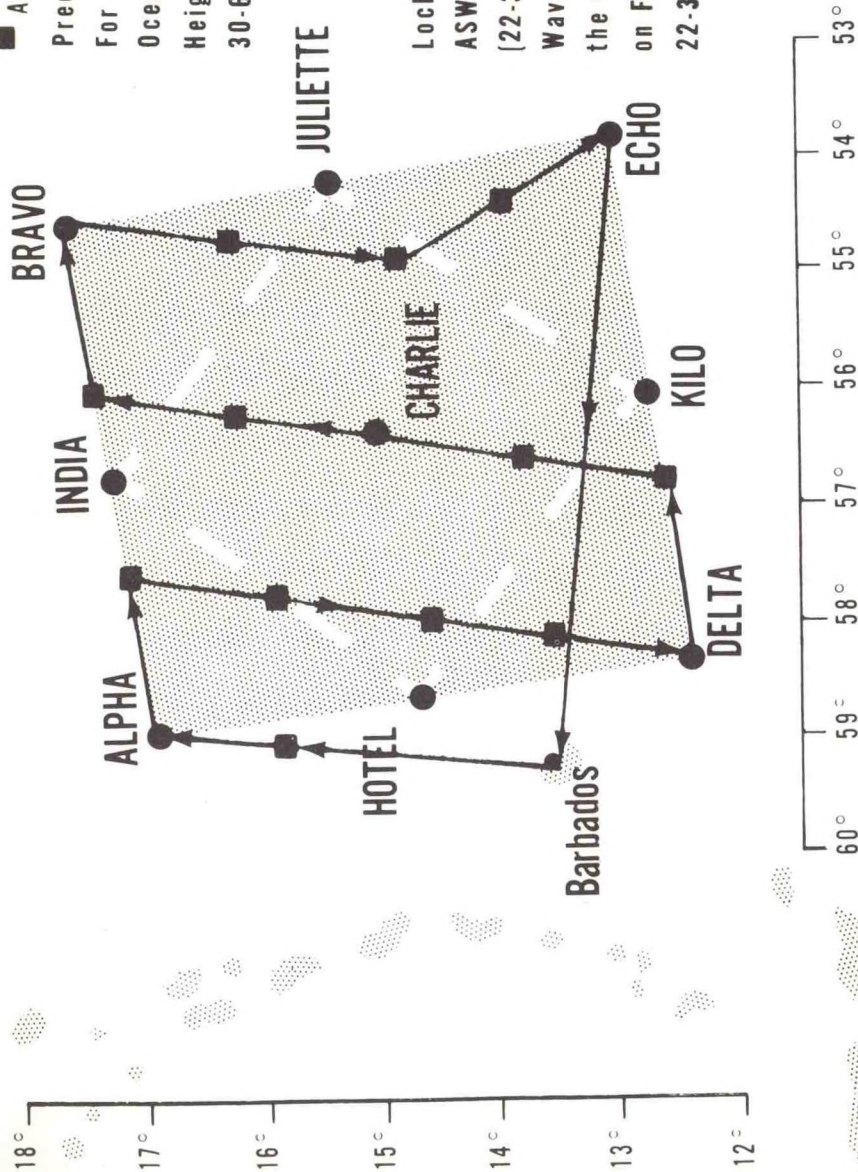 A
Pre
For
Oce
Heig
30-6
Loc
ASW
(22-
Wav
the
on F
22-3
BRAVO
JULIETTE
INDIA
ALPHA
CHARLIE
ECHO
HOTEL
KILO
DELTA
Barbados
18°
17°
16°
15°
14°
13°
12°
60°
59°
58°
57°
56°
55°
54°
53°